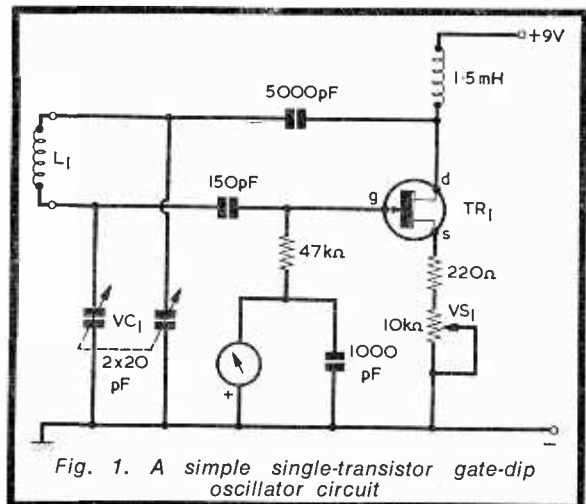 +9V
1·5mH
5000pF
L1
150pF
g
d
TR1
s
47kΩ
220Ω
VS1
10kΩ
VC1
2x20
pF
1000
pF
+
−
Fig. 1. A simple single-transistor gate-dip
oscillator circuit